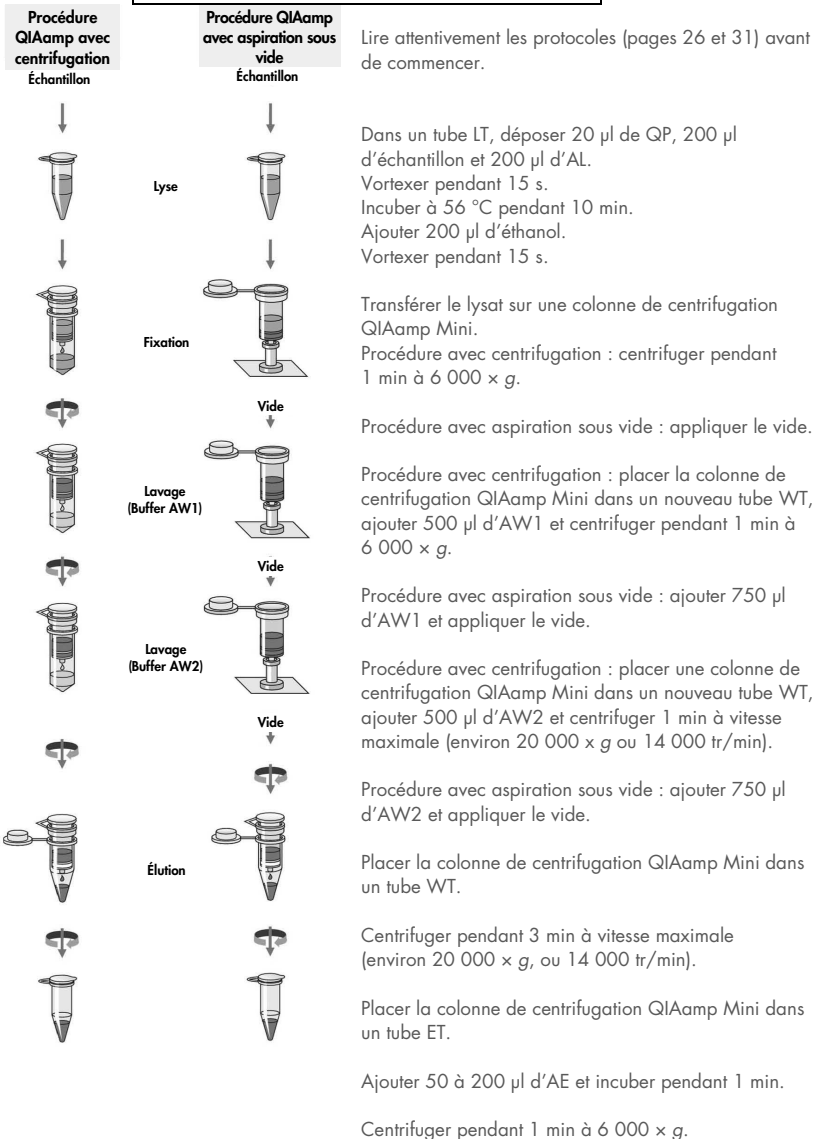 Procédure
QIAamp avec
centrifugation
Échantillon
Procédure QIAamp
avec aspiration sous
vide
Échantillon
Lyse
Fixation
Vide
Lavage
(Buffer AW1)
Vide
Lavage
(Buffer AW2)
Vide
Élution
Lire attentivement les protocoles (pages 26 et 31) avant
de commencer.
Dans un tube LT, déposer 20 µl de QP, 200 µl
d’échantillon et 200 µl d’AL.
Vortexer pendant 15 s.
Incuber à 56 °C pendant 10 min.
Ajouter 200 µl d’éthanol.
Vortexer pendant 15 s.
Transférer le lysat sur une colonne de centrifugation
QIAamp Mini.
Procédure avec centrifugation : centrifuger pendant
1 min à 6 000 × g.
Procédure avec aspiration sous vide : appliquer le vide.
Procédure avec centrifugation : placer la colonne de
centrifugation QIAamp Mini dans un nouveau tube WT,
ajouter 500 µl d’AW1 et centrifuger pendant 1 min à
6 000 × g.
Procédure avec aspiration sous vide : ajouter 750 µl
d’AW1 et appliquer le vide.
Procédure avec centrifugation : placer une colonne de
centrifugation QIAamp Mini dans un nouveau tube WT,
ajouter 500 µl d’AW2 et centrifuger 1 min à vitesse
maximale (environ 20 000 x g ou 14 000 tr/min).
Procédure avec aspiration sous vide : ajouter 750 µl
d’AW2 et appliquer le vide.
Placer la colonne de centrifugation QIAamp Mini dans
un tube WT.
Centrifuger pendant 3 min à vitesse maximale
(environ 20 000 × g, ou 14 000 tr/min).
Placer la colonne de centrifugation QIAamp Mini dans
un tube ET.
Ajouter 50 à 200 µl d’AE et incuber pendant 1 min.
Centrifuger pendant 1 min à 6 000 × g.